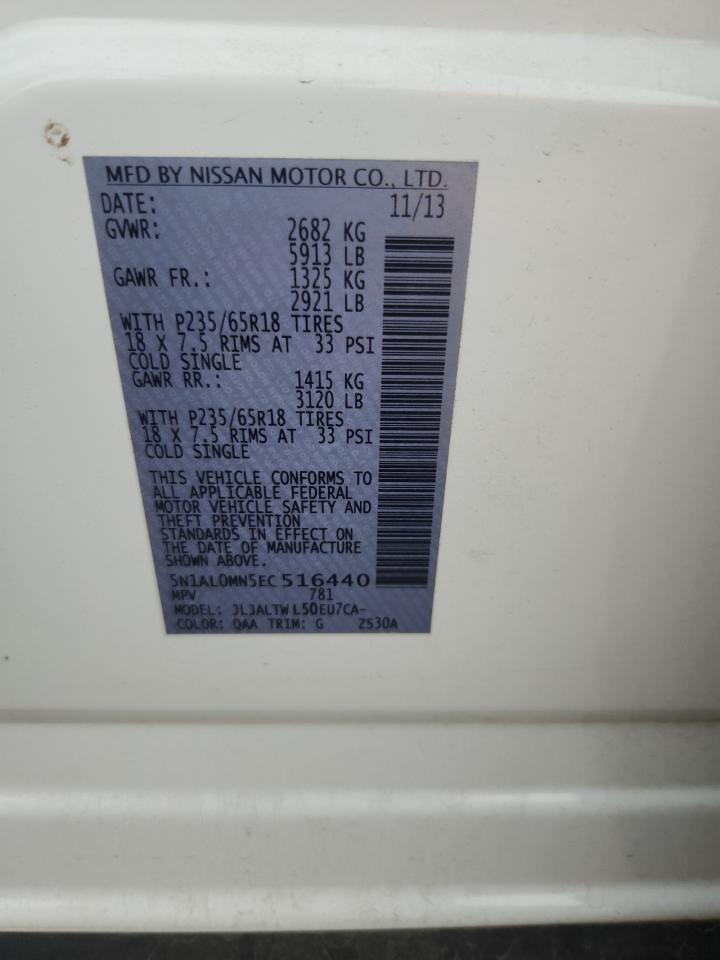 MFD BY NISSAN MOTOR CO., LTD.
DATE: 11/13
GVWR: 2682 KG
5913 LB
GAWR FR.: 1325 KG
2921 LB
WITH P235/65R18 TIRES
18 X 7.5 RIMS AT 33 PSI
COLD SINGLE
GAWR RR.: 1415 KG
3120 LB
WITH P235/65R18 TIRES
18 X 7.5 RIMS AT 33 PSI
COLD SINGLE
THIS VEHICLE CONFORMS TO
ALL APPLICABLE FEDERAL
MOTOR VEHICLE SAFETY AND
THEFT PREVENTION
STANDARDS IN EFFECT ON
THE DATE OF MANUFACTURE
SHOWN ABOVE.
5N1AL0MN5EC516440
MPV 781
MODEL: JLJALTWL50EU7CA-
COLOR: QAA TRIM: G ZS30A